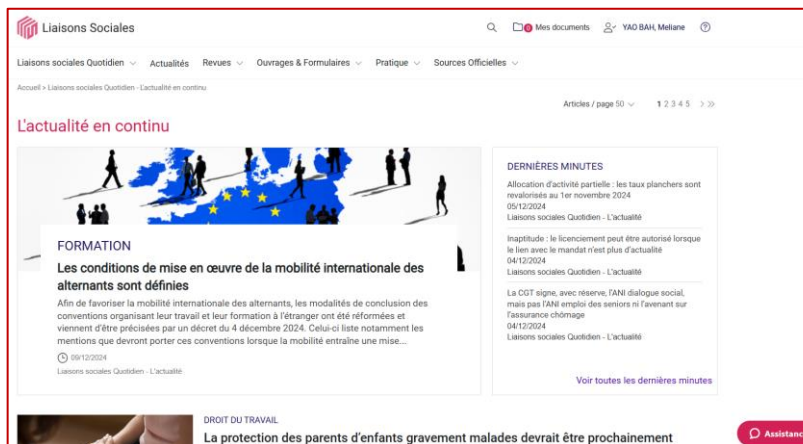 Liaisons Sociales
0 Mes documents YAO BAH, Meliane
Liaisons sociales Quotidien Actualités Revues Ouvrages & Formulaires Pratique Sources Officielles
Accueil > Liaisons sociales Quotidien - L'actualité en continu
Articles / page 50 1 2 3 4 5
L'actualité en continu
FORMATION
Les conditions de mise en œuvre de la mobilité internationale des
alternants sont définies
Afin de favoriser la mobilité internationale des alternants, les modalités de conclusion des
conventions organisant leur travail et leur formation à l'étranger ont été réformées et
viennent d'être précisées par un décret du 4 décembre 2024. Celui-ci liste notamment les
mentions que devront porter ces conventions lorsque la mobilité entraîne une mise...
09/12/2024
Liaisons sociales Quotidien - L'actualité
DERNIÈRES MINUTES
Allocation d'activité partielle : les taux planchers sont
revalorisés au 1er novembre 2024
05/12/2024
Liaisons sociales Quotidien - L'actualité
Inaptitude : le licenciement peut être autorisé lorsque
le lien avec le mandat n'est plus d'actualité
04/12/2024
Liaisons sociales Quotidien - L'actualité
La CGT signe, avec réserve, l'ANI dialogue social,
mais pas l'ANI emploi des seniors ni l'avenant sur
l'assurance chômage
04/12/2024
Liaisons sociales Quotidien - L'actualité
Voir toutes les dernières minutes
DROIT DU TRAVAIL
La protection des parents d'enfants gravement malades devrait être prochainement
Assistanc